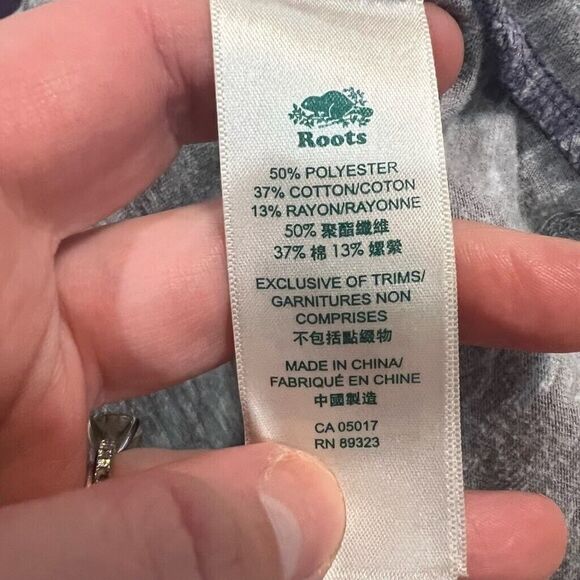 Roots
50% POLYESTER
37% COTTON/COTON
13% RAYON/RAYONNE
50% 聚酯纖維
37% 棉 13% 嫘縈
EXCLUSIVE OF TRIMS/
GARNITURES NON
COMPRISES
不包括點綴物
MADE IN CHINA/
FABRIQUÉ EN CHINE
中國製造
CA 05017
RN 89323